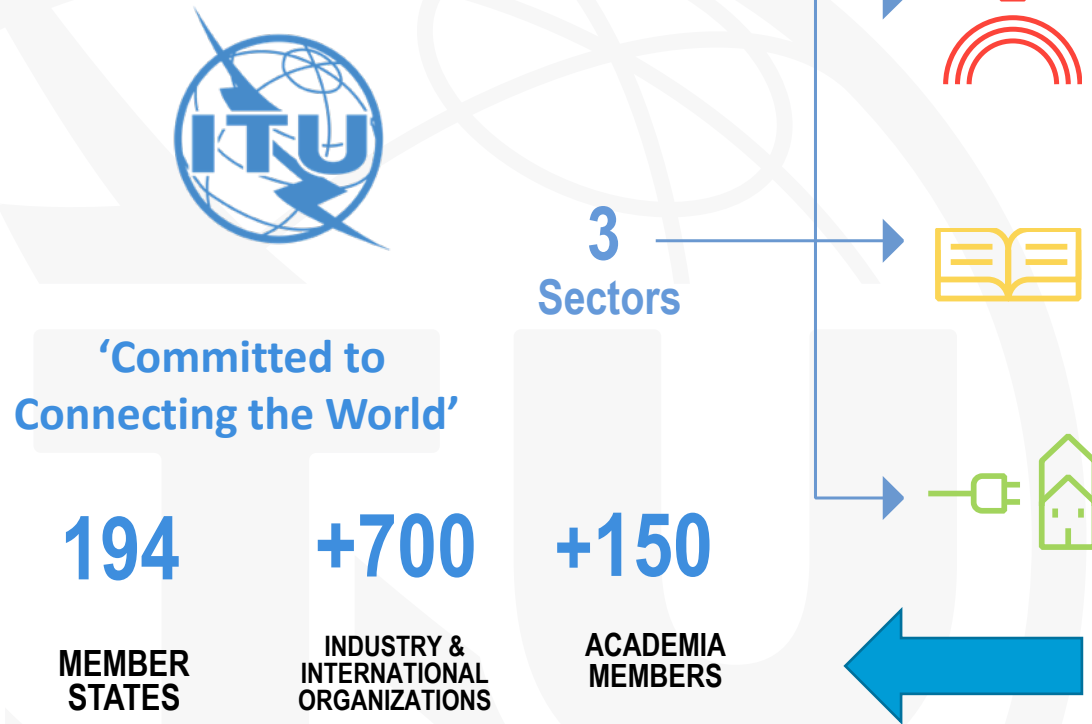 ITU
3
Sectors
‘Committed to
Connecting the World’
194
+700
+150
MEMBER
STATES
INDUSTRY &
INTERNATIONAL
ORGANIZATIONS
ACADEMIA
MEMBERS